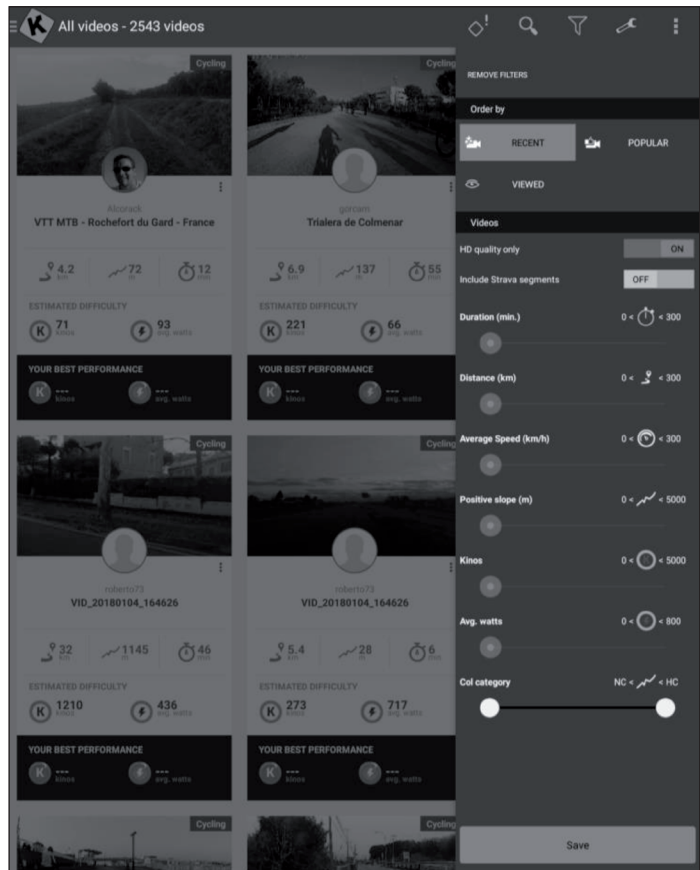 K All videos - 2543 videos
Cycling
Alcorack
VTT MTB - Rochefort du Gard - France
4.2 km 72 m 12 min
ESTIMATED DIFFICULTY
K 71 kinos 93 avg. watts
YOUR BEST PERFORMANCE
K --- kinos --- avg. watts
Cycling
gorcam
Trialera de Colmenar
6.9 km 137 m 55 min
ESTIMATED DIFFICULTY
K 221 kinos 66 avg. watts
YOUR BEST PERFORMANCE
K --- kinos --- avg. watts
Cycling
roberto73
VID_20180104_164626
32 km 1145 m 46 min
ESTIMATED DIFFICULTY
K 1210 kinos 436 avg. watts
YOUR BEST PERFORMANCE
K --- kinos --- avg. watts
Cycling
roberto73
VID_20180104_164626
5.4 km 28 m 6 min
ESTIMATED DIFFICULTY
K 273 kinos 717 avg. watts
YOUR BEST PERFORMANCE
K --- kinos --- avg. watts
Cycling
Cycling
REMOVE FILTERS
Order by
RECENT POPULAR
VIEWED
Videos
HD quality only ON
Include Strava segments OFF
Duration (min.) 0 < < 300
Distance (km) 0 < < 300
Average Speed (km/h) 0 < < 300
Positive slope (m) 0 < < 5000
Kinos 0 < < 5000
Avg. watts 0 < < 800
Col category NC < < HC
Save